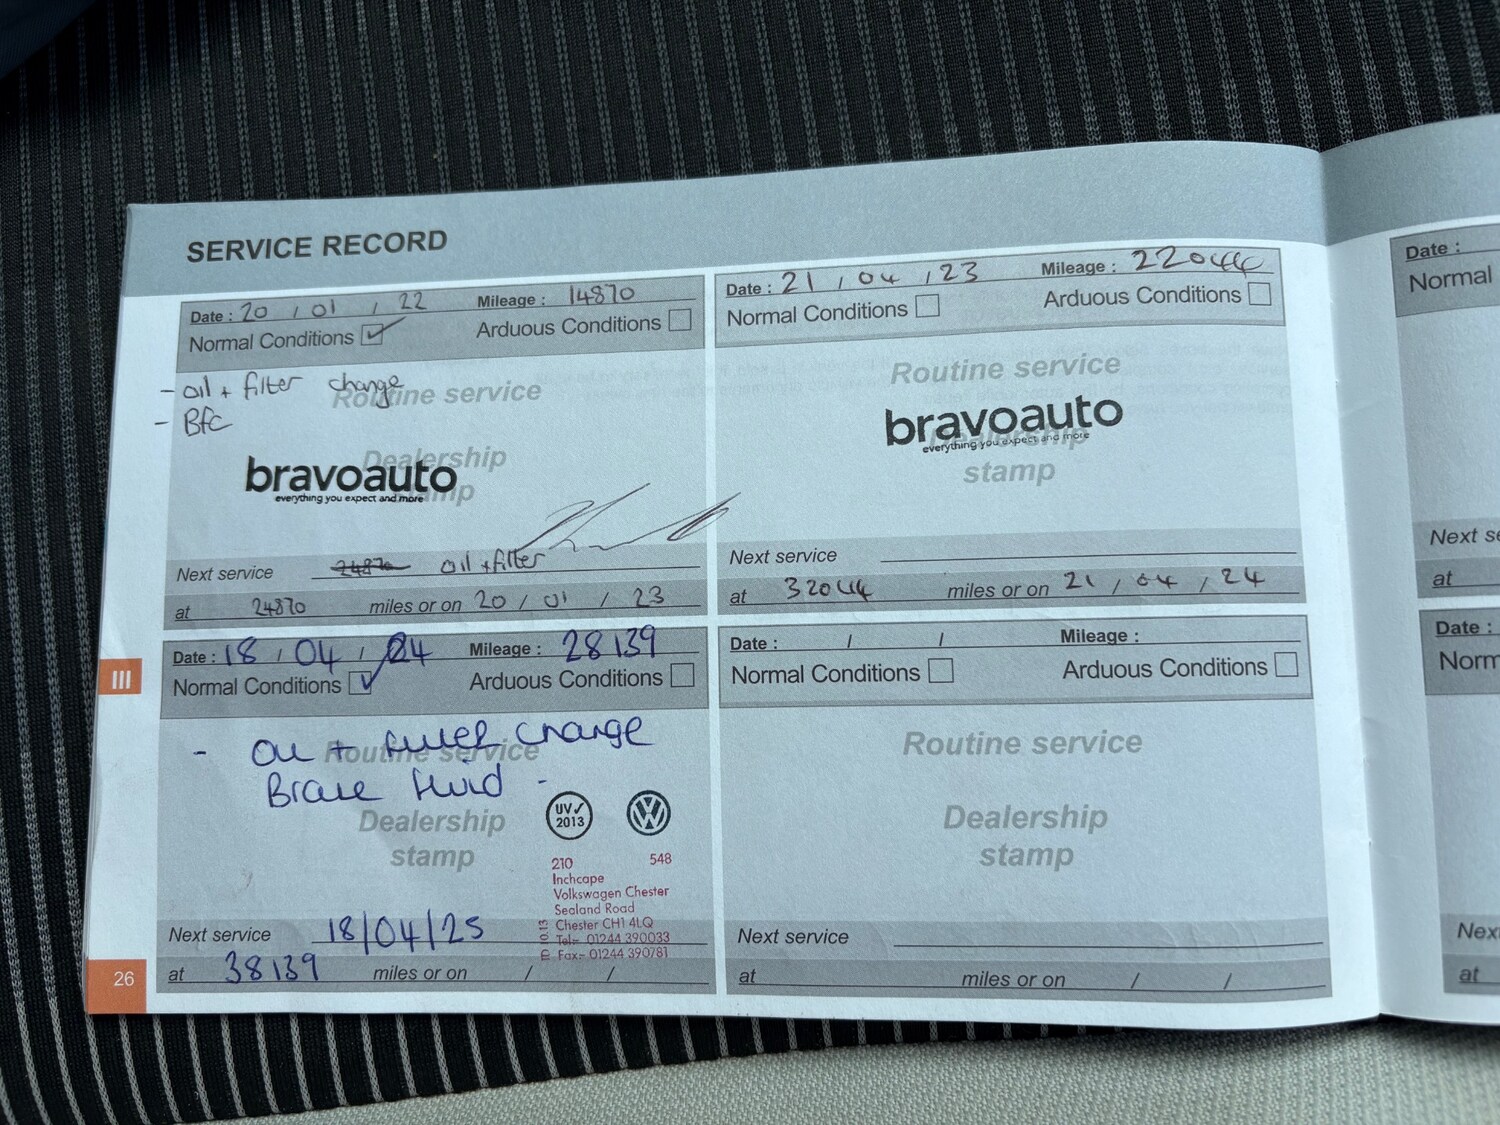 SERVICE RECORD
Date : 20 / 01 / 22 Mileage : 14870
Normal Conditions Arduous Conditions
- oil + filter change
Routine service
- BFC
Dealership
stamp
bravoauto
everything you expect and more
Next service 24870 oil + filter
at 24870 miles or on 20 / 01 / 23
Date : 21 / 04 / 23 Mileage : 22044
Normal Conditions Arduous Conditions
Routine service
bravoauto
Dealership
everything you expect and more
stamp
Next service
at 32044 miles or on 21 / 04 / 24
Date : 18 / 04 / 24 Mileage : 28139
Normal Conditions Arduous Conditions
- Oil + filter change
Routine service
Brake fluid -
Dealership
stamp
UV✓
2013
210 548
Inchcape
Volkswagen Chester
Sealand Road
Chester CH1 4LQ
Tel:- 01244 390033
Fax:- 01244 390781
Next service 18/04/25
at 38139 miles or on / /
Date : / / Mileage :
Normal Conditions Arduous Conditions
Routine service
Dealership
stamp
Next service
at miles or on / /
III
26
Date :
Normal
Next se
at
Date :
Norm
Nex
at